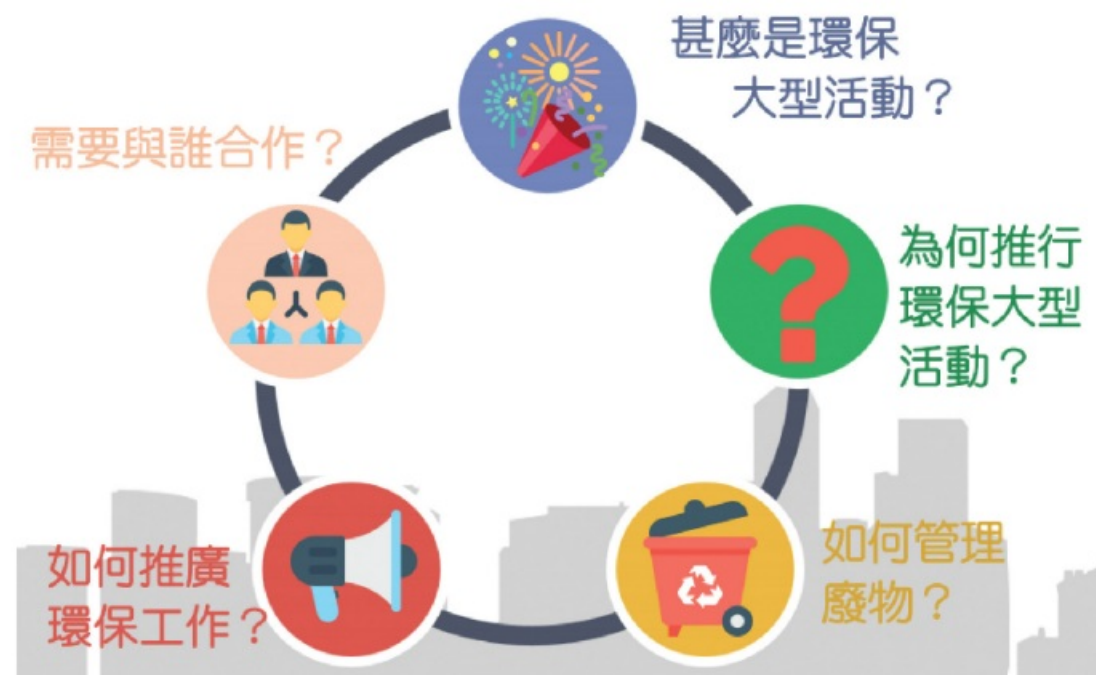 甚麼是環保
大型活動？
為何推行
環保大型
活動？
如何管理
廢物？
如何推廣
環保工作？
需要與誰合作？